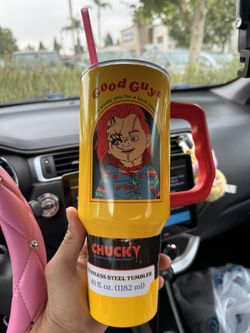 Good Guys
CHUCKY
STAINLESS STEEL TUMBLER
40 fl. oz. (1182 ml)